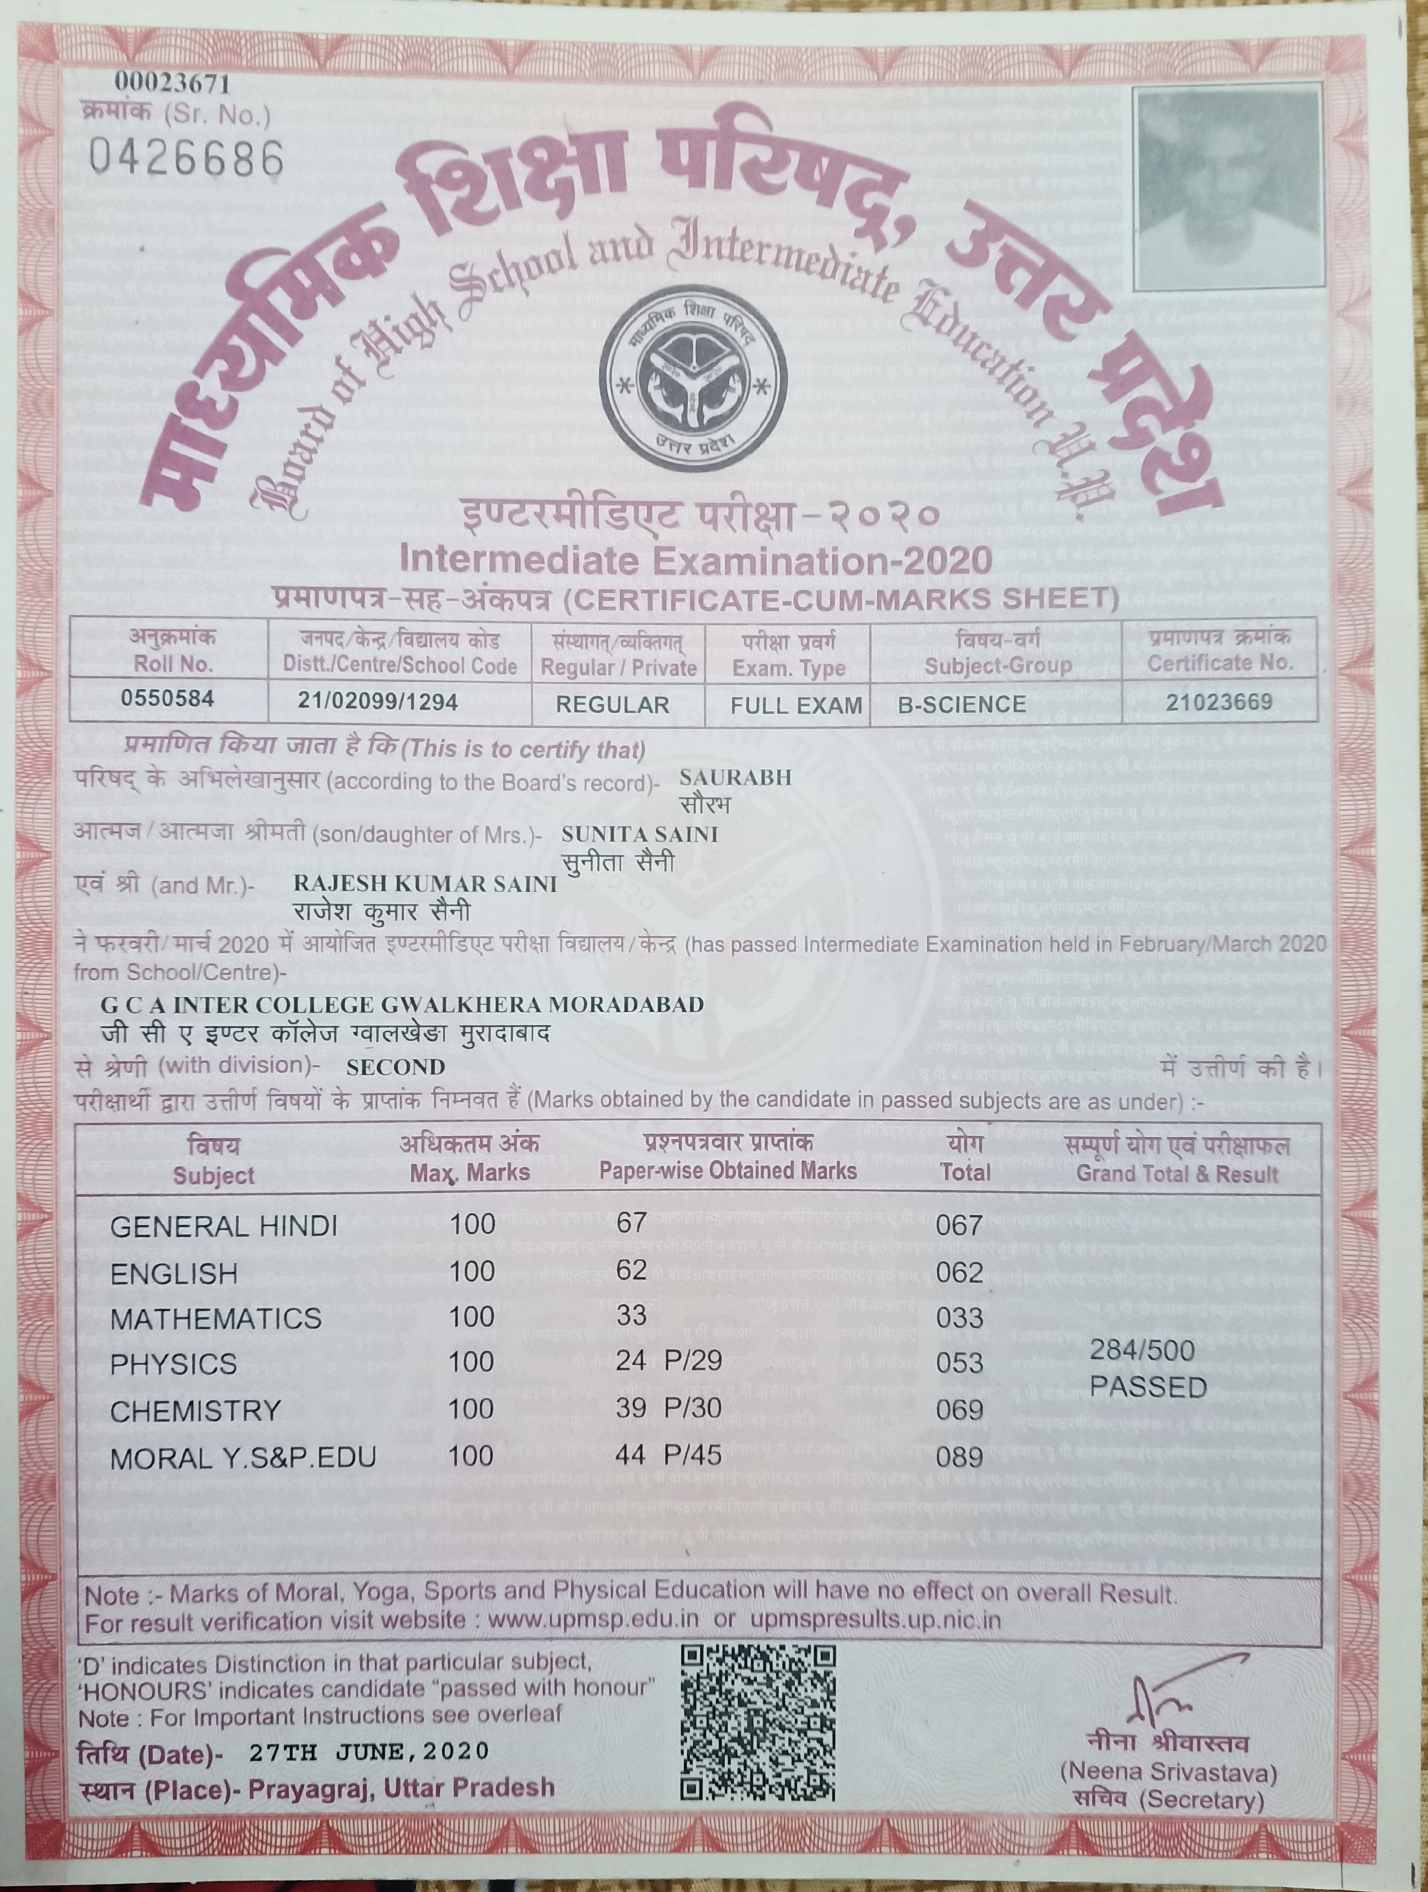 00023671
क्रमांक (Sr. No.)
0426686
माध्यमिक शिक्षा परिषद्, उत्तर प्रदेश
Board of High School and Intermediate Education U.P.
माध्यमिक शिक्षा परिषद
उत्तर प्रदेश
इण्टरमीडिएट परीक्षा-२०२०
Intermediate Examination-2020
प्रमाणपत्र-सह-अंकपत्र (CERTIFICATE-CUM-MARKS SHEET)
अनुक्रमांक जनपद/केन्द्र/विद्यालय कोड संस्थागत्/व्यक्तिगत् परीक्षा प्रवर्ग विषय-वर्ग प्रमाणपत्र क्रमांक
Roll No. Distt./Centre/School Code Regular / Private Exam. Type Subject-Group Certificate No.
0550584 21/02099/1294 REGULAR FULL EXAM B-SCIENCE 21023669
प्रमाणित किया जाता है कि (This is to certify that)
परिषद् के अभिलेखानुसार (according to the Board's record)- SAURABH
सौरभ
आत्मज/आत्मजा श्रीमती (son/daughter of Mrs.)- SUNITA SAINI
सुनीता सैनी
एवं श्री (and Mr.)- RAJESH KUMAR SAINI
राजेश कुमार सैनी
ने फरवरी/मार्च 2020 में आयोजित इण्टरमीडिएट परीक्षा विद्यालय/केन्द्र (has passed Intermediate Examination held in February/March 2020
from School/Centre)-
G C A INTER COLLEGE GWALKHERA MORADABAD
जी सी ए इण्टर कॉलेज ग्वालखेङा मुरादाबाद
से श्रेणी (with division)- SECOND में उत्तीर्ण की है।
परीक्षार्थी द्वारा उत्तीर्ण विषयों के प्राप्तांक निम्नवत हैं (Marks obtained by the candidate in passed subjects are as under) :-
विषय अधिकतम अंक प्रश्नपत्रवार प्राप्तांक योग सम्पूर्ण योग एवं परीक्षाफल
Subject Max. Marks Paper-wise Obtained Marks Total Grand Total & Result
GENERAL HINDI 100 67 067
ENGLISH 100 62 062
MATHEMATICS 100 33 033
PHYSICS 100 24 P/29 053 284/500
PASSED
CHEMISTRY 100 39 P/30 069
MORAL Y.S&P.EDU 100 44 P/45 089
Note :- Marks of Moral, Yoga, Sports and Physical Education will have no effect on overall Result.
For result verification visit website : www.upmsp.edu.in or upmspresults.up.nic.in
'D' indicates Distinction in that particular subject,
'HONOURS' indicates candidate "passed with honour"
Note : For Important Instructions see overleaf
तिथि (Date)- 27TH JUNE,2020
स्थान (Place)- Prayagraj, Uttar Pradesh
नीना श्रीवास्तव
(Neena Srivastava)
सचिव (Secretary)